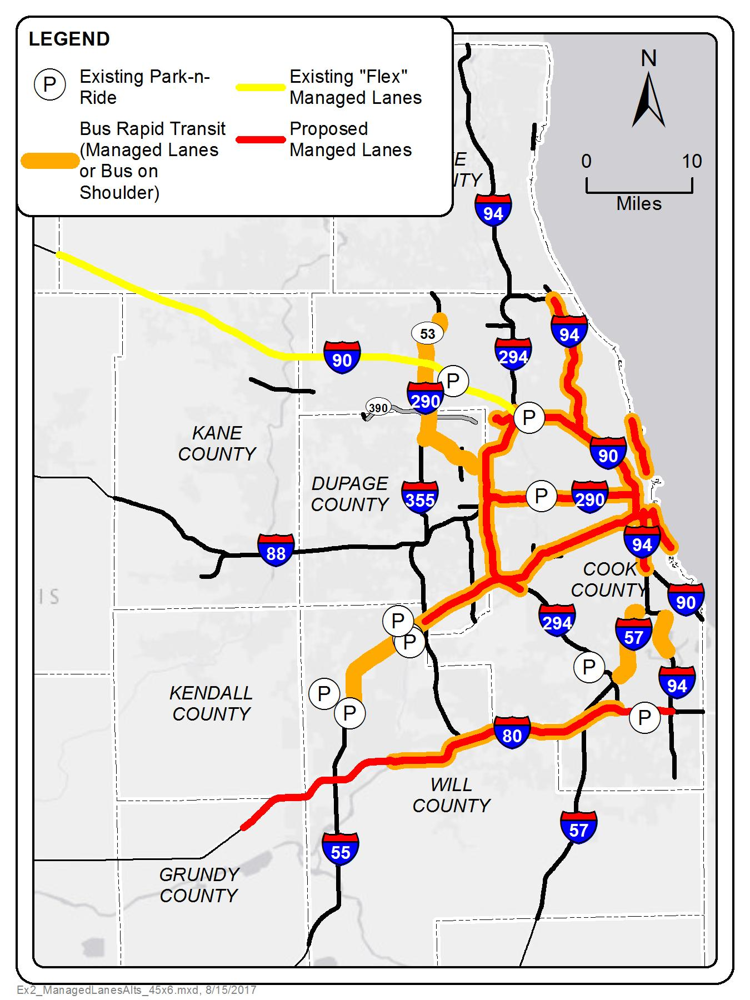 LEGEND
P
Existing Park-n-
Ride
Existing "Flex"
Managed Lanes
Bus Rapid Transit
(Managed Lanes
or Bus on
Shoulder)
Proposed
Manged Lanes
N
0 10
Miles
E
ITY
94
94
53
294
90
P
290
390
P
90
KANE
COUNTY
DUPAGE
COUNTY
355
P
290
88
94
COOK
COUNTY
IS
90
294
P
P
57
P
94
P
P
P
KENDALL
COUNTY
80
WILL
COUNTY
57
55
GRUNDY
COUNTY
Ex2_ManagedLanesAlts_45x6.mxd, 8/15/2017